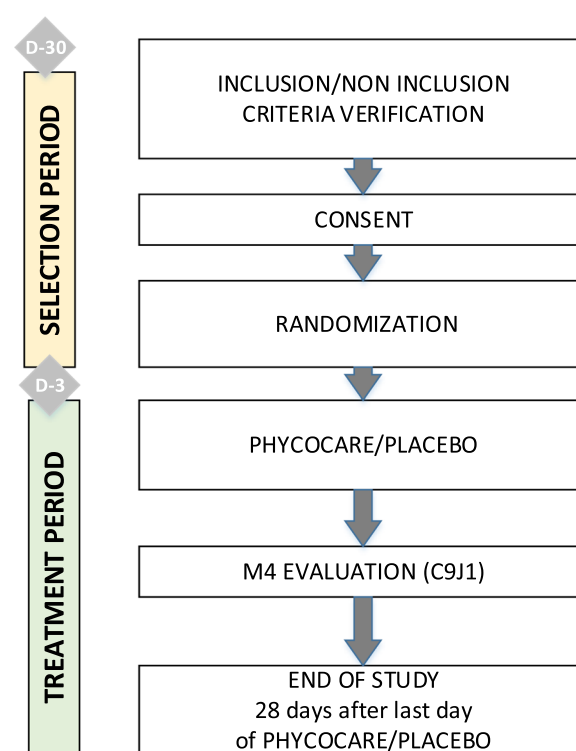 D-30
INCLUSION/NON INCLUSION
CRITERIA VERIFICATION
SELECTION PERIOD
CONSENT
RANDOMIZATION
D-3
PHYCOCARE/PLACEBO
TREATMENT PERIOD
M4 EVALUATION (C9J1)
END OF STUDY
28 days after last day
of PHYCOCARE/PLACEBO